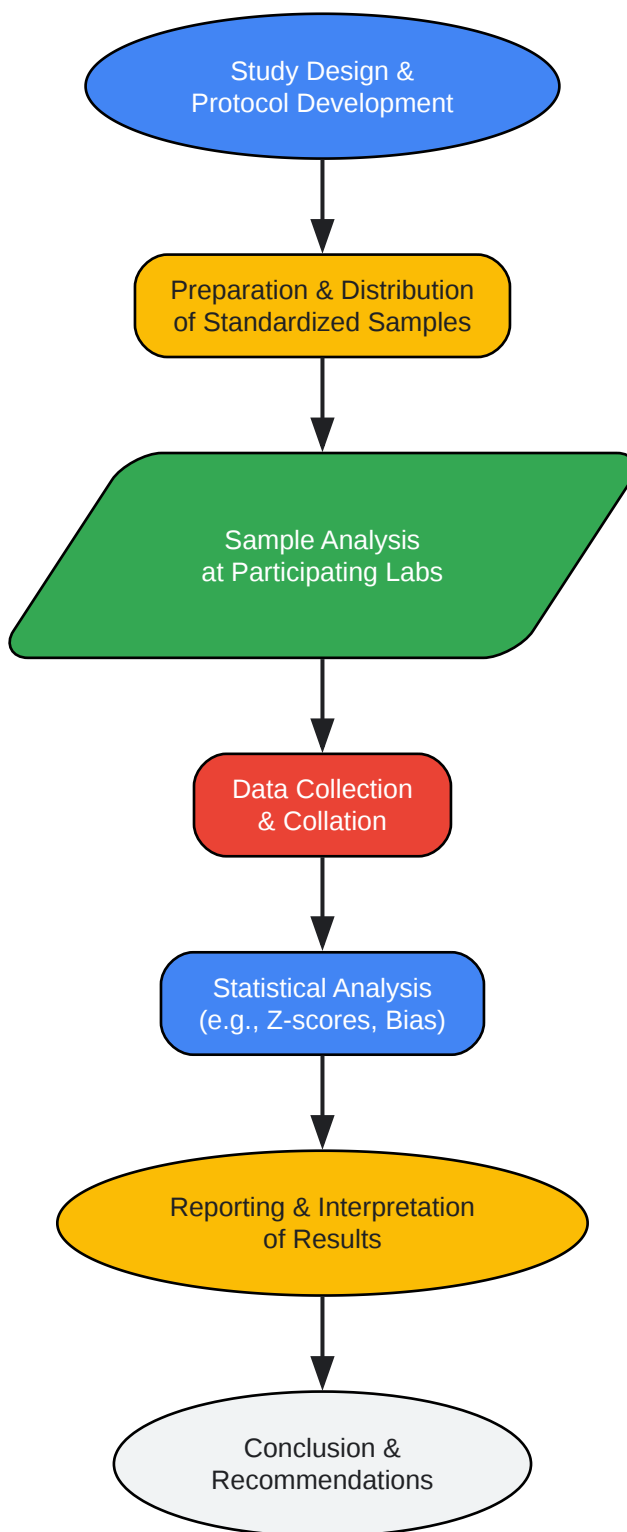 Study Design &
Protocol Development
Preparation & Distribution
of Standardized Samples
Sample Analysis
at Participating Labs
Data Collection
& Collation
Statistical Analysis
(e.g., Z-scores, Bias)
Reporting & Interpretation
of Results
Conclusion &
Recommendations